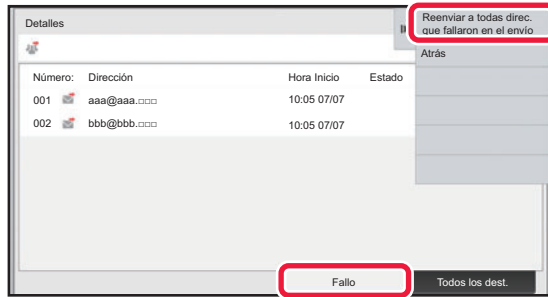 Detalles
Reenviar a todas direc.
que fallaron en el envío
Atrás
Número: Dirección Hora Inicio Estado
001 aaa@aaa.□□□ 10:05 07/07
002 bbb@bbb.□□□ 10:05 07/07
Fallo Todos los dest.